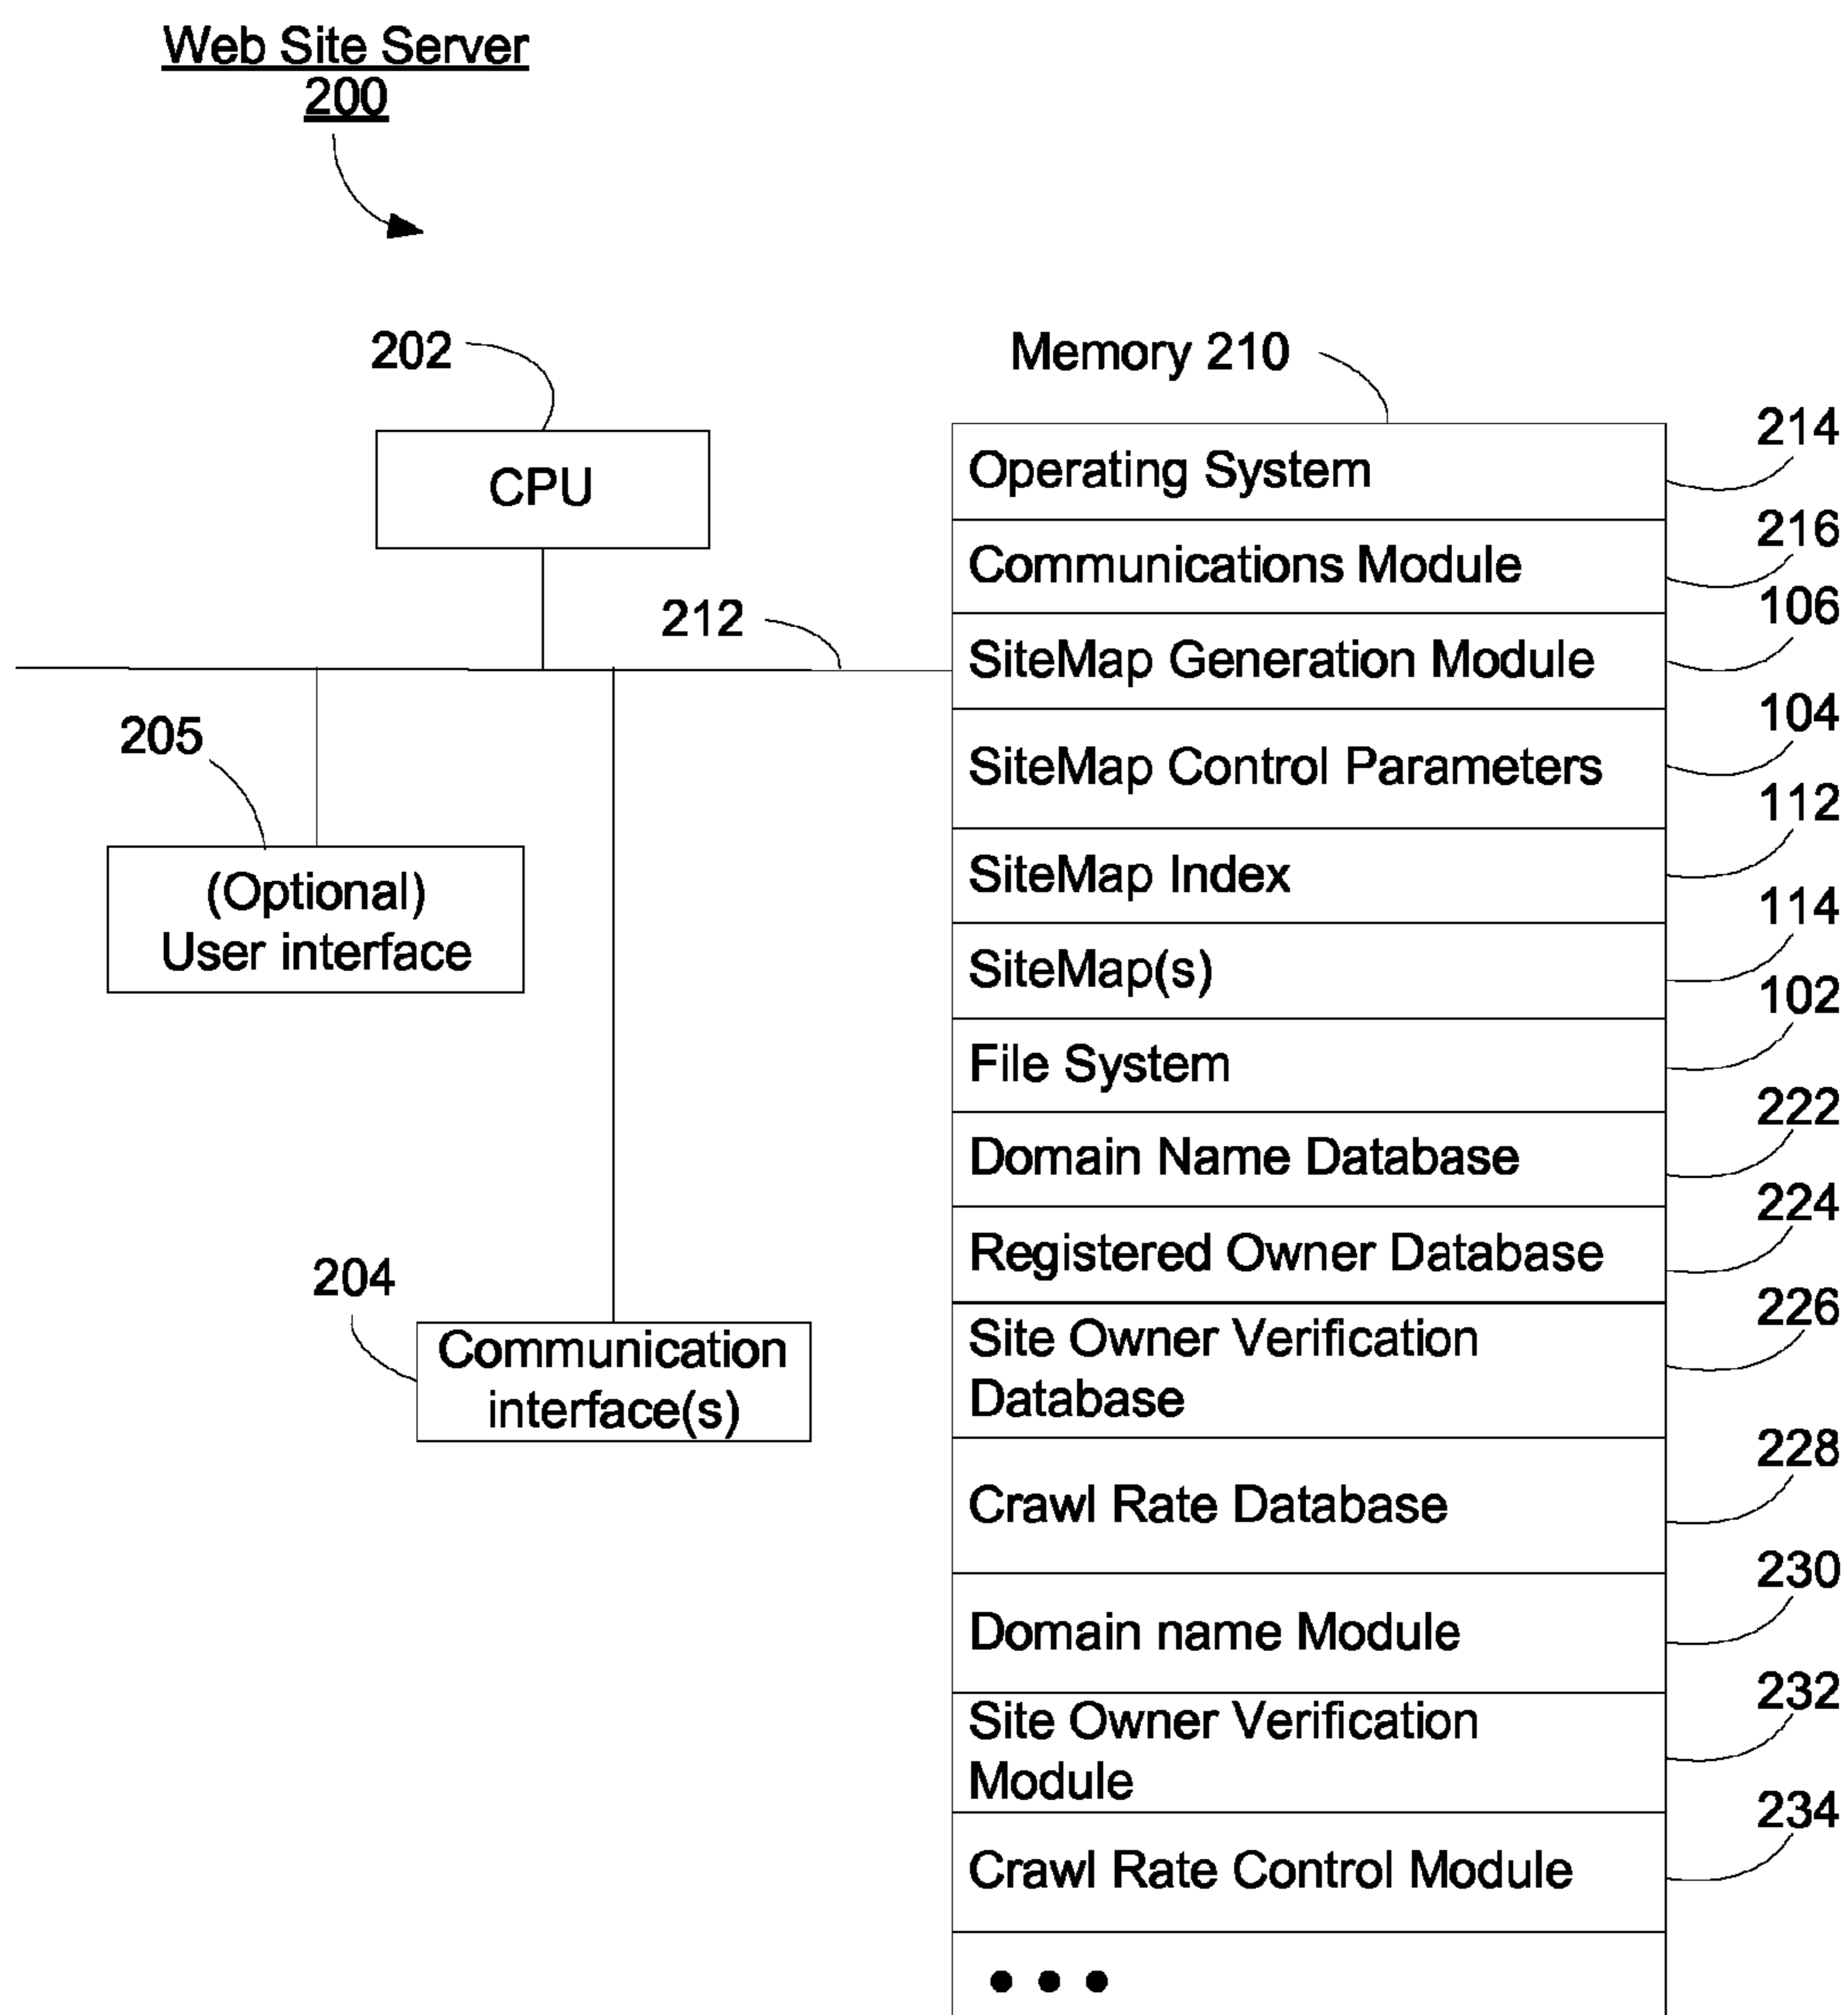 Web Site Server
200
202
CPU
212
205
(Optional)
User interface
204
Communication
interface(s)
Memory 210
Operating System
214
Communications Module
216
SiteMap Generation Module
106
SiteMap Control Parameters
104
SiteMap Index
112
SiteMap(s)
114
File System
102
Domain Name Database
222
Registered Owner Database
224
Site Owner Verification
Database
226
Crawl Rate Database
228
Domain name Module
230
Site Owner Verification
Module
232
Crawl Rate Control Module
234
• • •